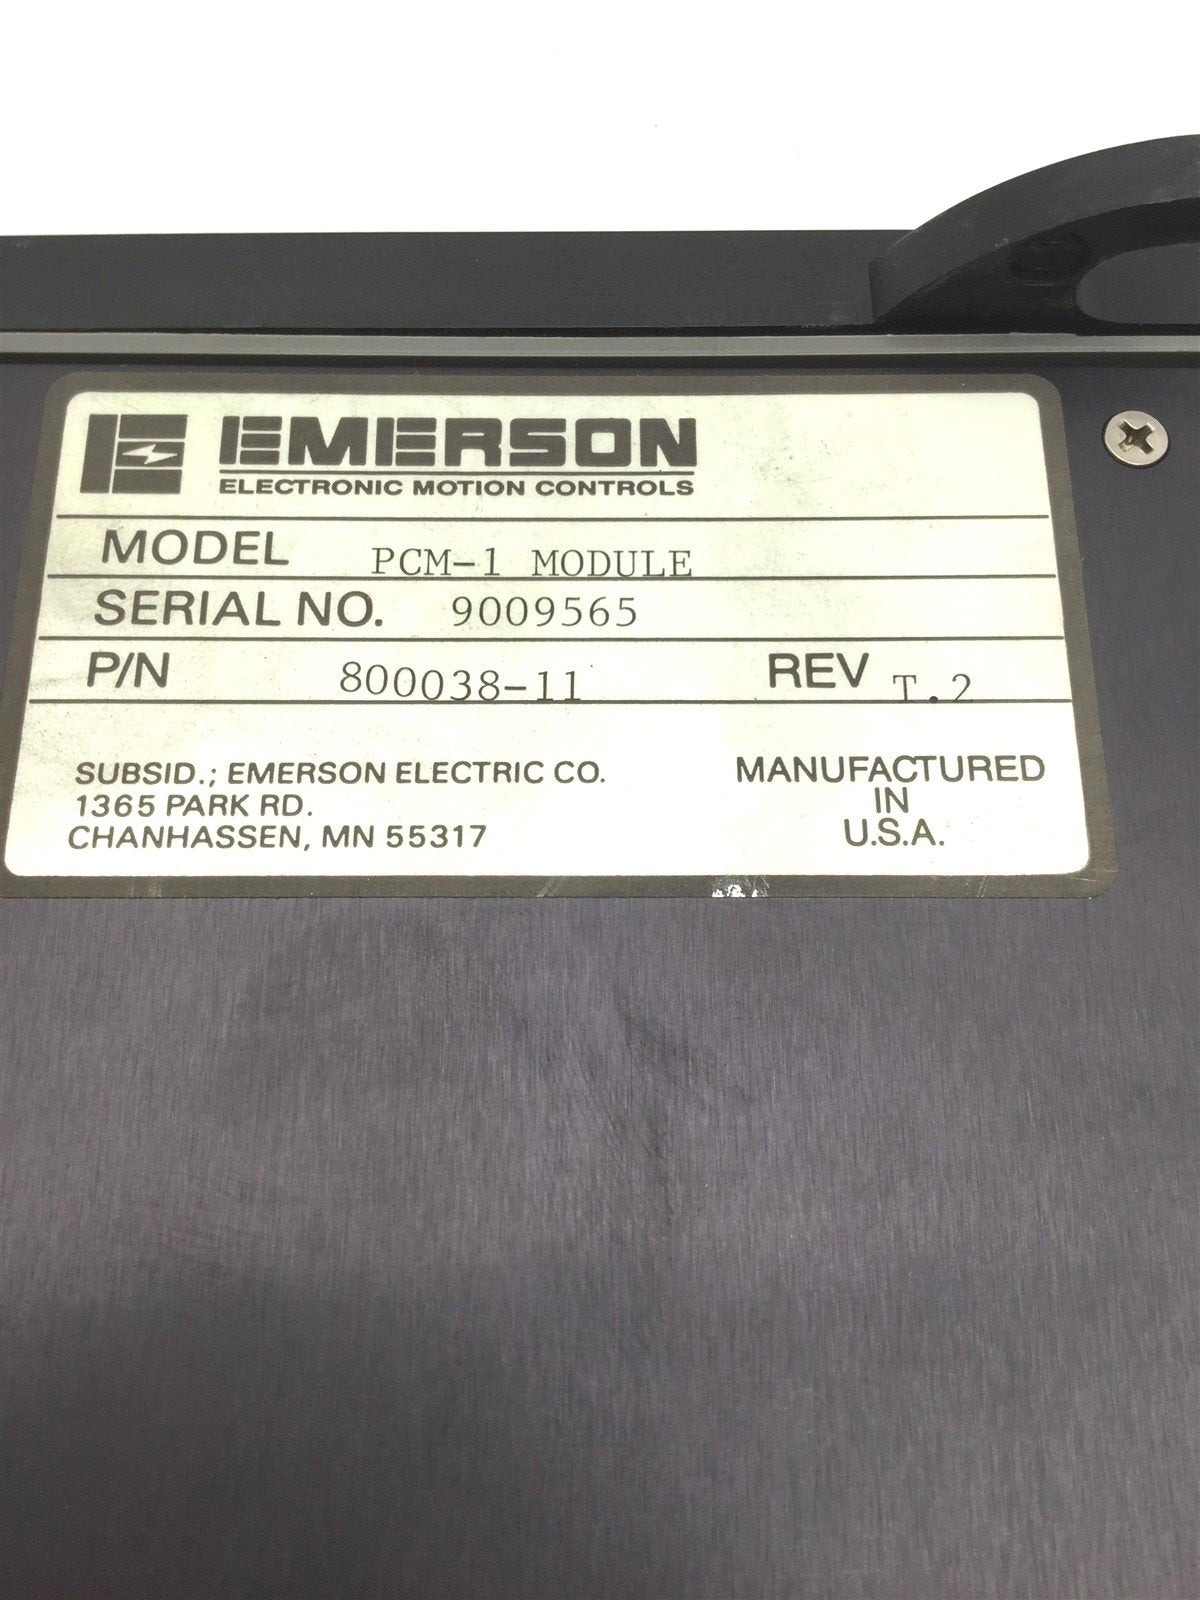 EMERSON
ELECTRONIC MOTION CONTROLS
MODEL PCM-1 MODULE
SERIAL NO. 9009565
P/N 800038-11 REV T.2
SUBSID.; EMERSON ELECTRIC CO.
1365 PARK RD.
CHANHASSEN, MN 55317
MANUFACTURED
IN
U.S.A.